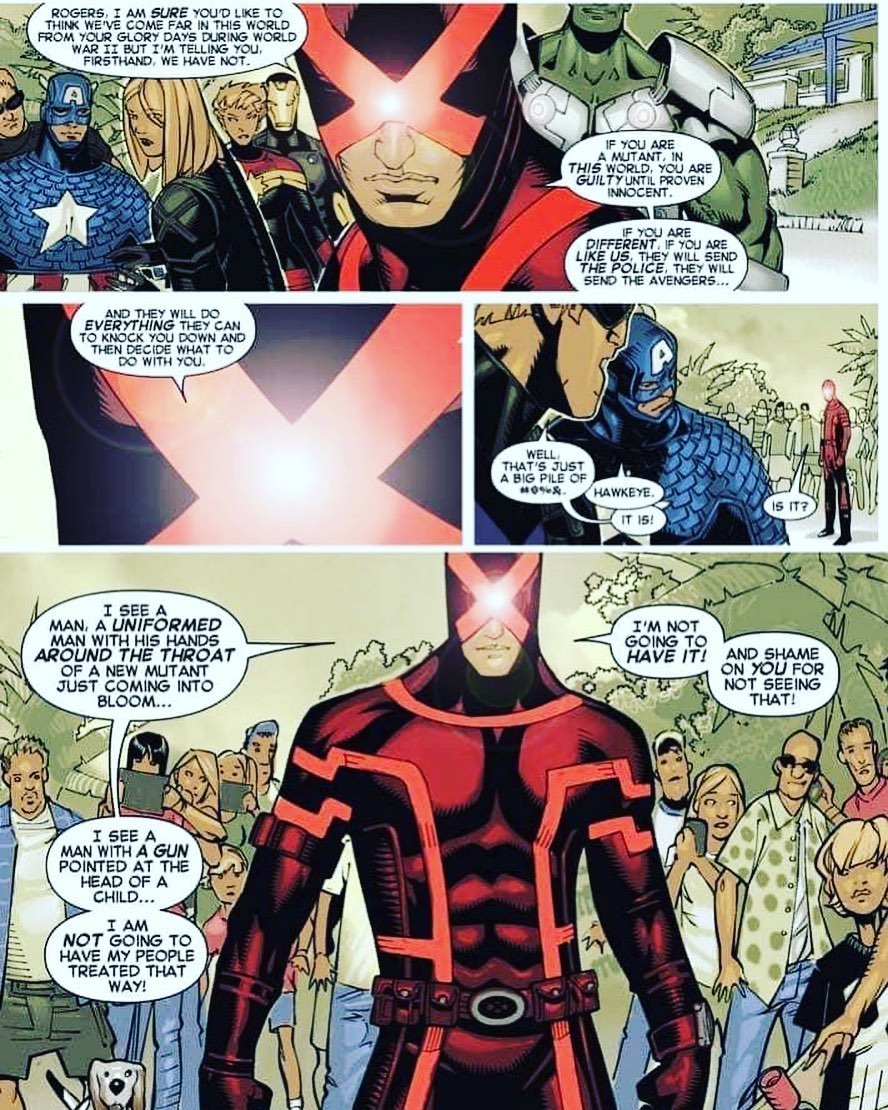 ROGERS, I AM SURE YOU'D LIKE TO
THINK WE'VE COME FAR IN THIS WORLD
FROM YOUR GLORY DAYS DURING WORLD
WAR II BUT I'M TELLING YOU,
FIRSTHAND, WE HAVE NOT.
A
IF YOU ARE
A MUTANT, IN
THIS WORLD, YOU ARE
GUILTY UNTIL PROVEN
INNOCENT.
IF YOU ARE
DIFFERENT, IF YOU ARE
LIKE US, THEY WILL SEND
THE POLICE, THEY WILL
SEND THE AVENGERS...
AND THEY WILL DO
EVERYTHING THEY CAN
TO KNOCK YOU DOWN AND
THEN DECIDE WHAT TO
DO WITH YOU.
A
WELL,
THAT'S JUST
A BIG PILE OF
#@%&.
HAWKEYE.
IT IS!
IS IT?
I SEE A
MAN, A UNIFORMED
MAN WITH HIS HANDS
AROUND THE THROAT
OF A NEW MUTANT
JUST COMING INTO
BLOOM...
I SEE A
MAN WITH A GUN
POINTED AT THE
HEAD OF A
CHILD...
I AM
NOT GOING TO
HAVE MY PEOPLE
TREATED THAT
WAY!
I'M NOT
GOING TO
HAVE IT!
AND SHAME
ON YOU FOR
NOT SEEING
THAT!